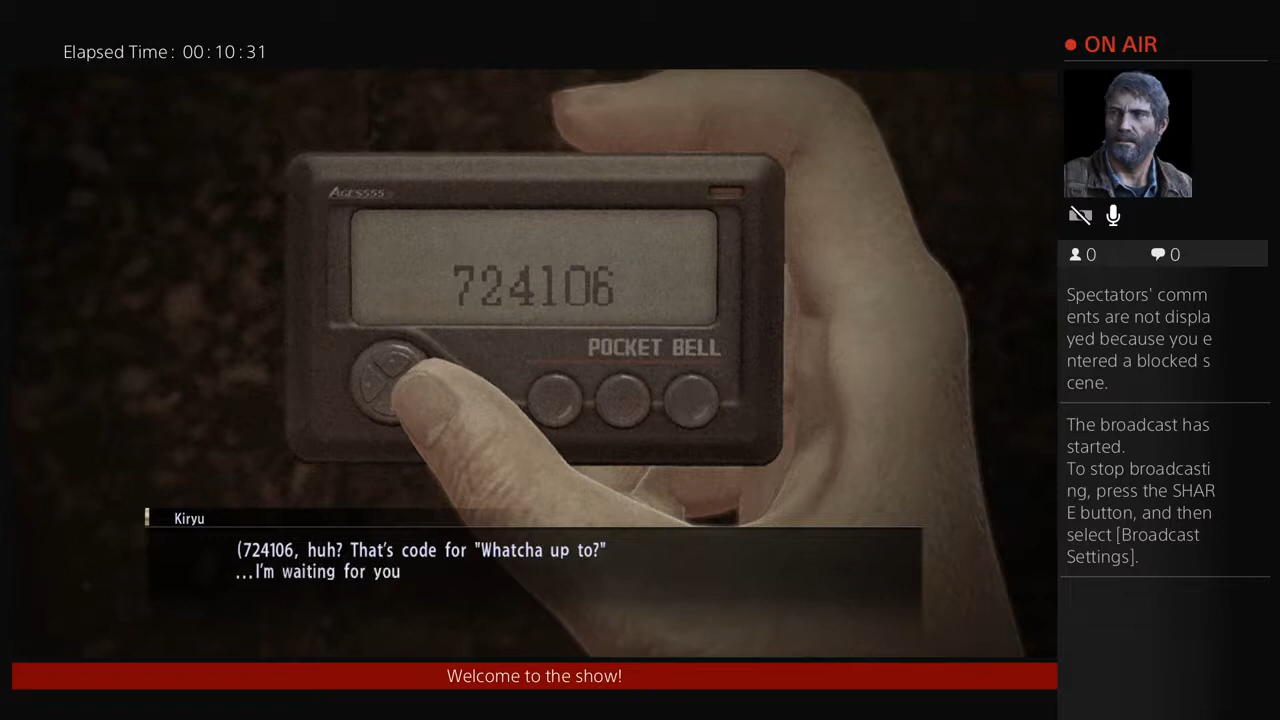 Elapsed Time: 00:10:31
ON AIR
AGESSSS
724106
POCKET BELL
0 0
Spectators' comm
ents are not displa
yed because you e
ntered a blocked s
cene.
The broadcast has
started.
To stop broadcasti
ng, press the SHAR
E button, and then
select [Broadcast
Settings].
Kiryu
(724106, huh? That's code for "Whatcha up to?"
...I'm waiting for you
Welcome to the show!